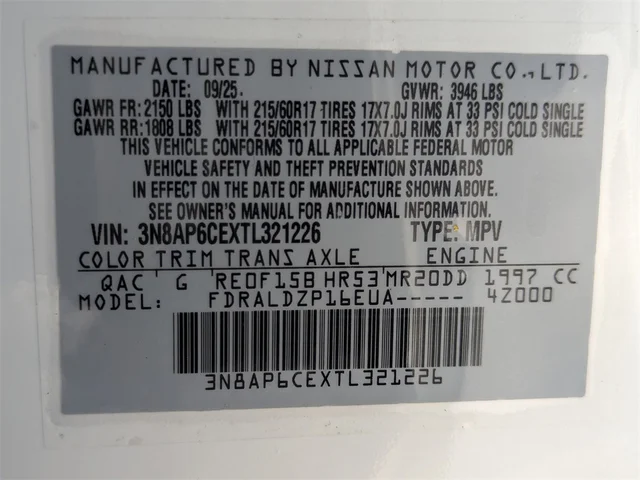 MANUFACTURED BY NISSAN MOTOR CO., LTD.
DATE: 09/25. GVWR: 3946 LBS
GAWR FR: 2150 LBS WITH 215/60R17 TIRES 17X7.0J RIMS AT 33 PSI COLD SINGLE
GAWR RR: 1808 LBS WITH 215/60R17 TIRES 17X7.0J RIMS AT 33 PSI COLD SINGLE
THIS VEHICLE CONFORMS TO ALL APPLICABLE FEDERAL MOTOR
VEHICLE SAFETY AND THEFT PREVENTION STANDARDS
IN EFFECT ON THE DATE OF MANUFACTURE SHOWN ABOVE.
SEE OWNER'S MANUAL FOR ADDITIONAL INFORMATION.
VIN: 3N8AP6CEXTL321226 TYPE: MPV
COLOR TRIM TRANS AXLE ENGINE
QAC G RE0F15B HR53 MR20DD 1997 CC
MODEL: FDRALDZP16EUA----- 4Z000
3N8AP6CEXTL321226